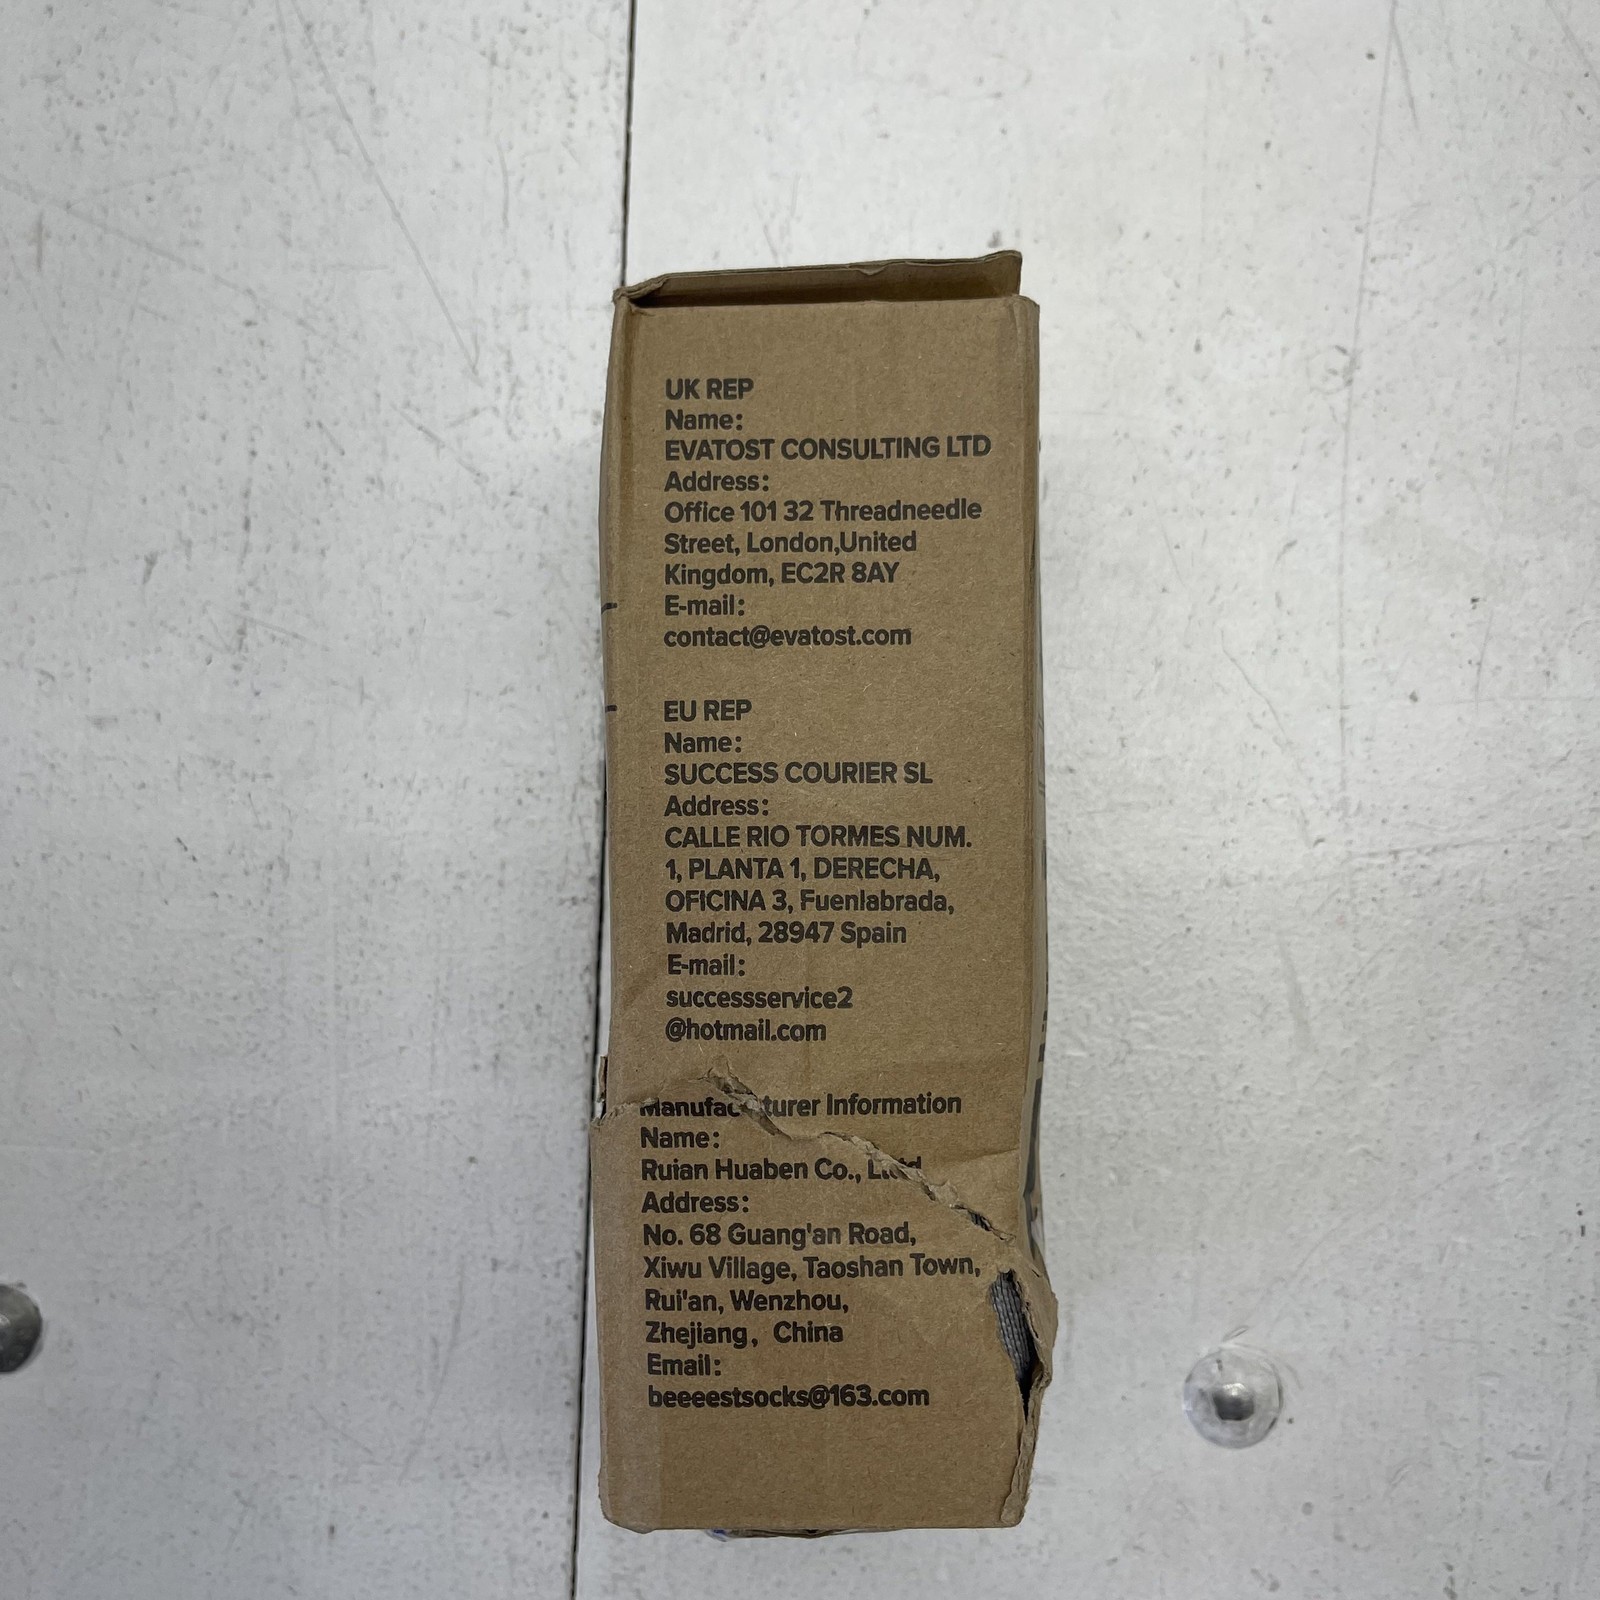 UK REP
Name:
EVATOST CONSULTING LTD
Address:
Office 101 32 Threadneedle
Street, London,United
Kingdom, EC2R 8AY
E-mail:
contact@evatost.com
EU REP
Name:
SUCCESS COURIER SL
Address:
CALLE RIO TORMES NUM.
1, PLANTA 1, DERECHA,
OFICINA 3, Fuenlabrada,
Madrid, 28947 Spain
E-mail:
successservice2
@hotmail.com
Manufacturer Information
Name:
Ruian Huaben Co.,
Address:
No. 68 Guang'an Road,
Xiwu Village, Taoshan Town,
Rui'an, Wenzhou,
Zhejiang, China
Email:
beeeestsocks@163.com